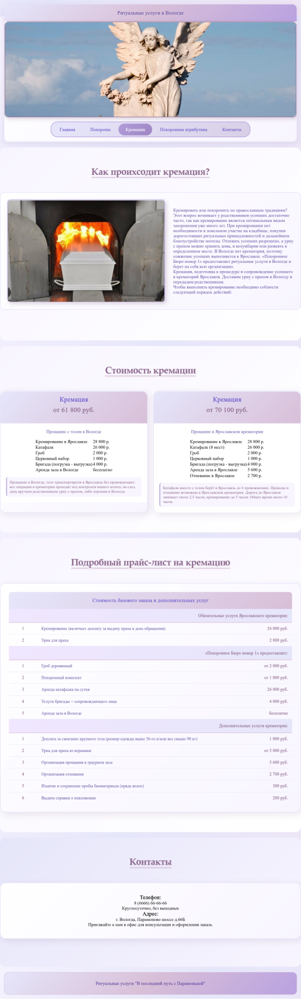 Ритуальные услуги в Вологде
Главная Похороны Кремация Похоронная атрибутика Контакты
Как происходит кремация?
Кремировать или похоронить по православным традициям?
Этот вопрос возникает у родственников усопших достаточно
часто, так как кремирование является оптимальным видом
захоронения уже много лет. При кремировании нет
необходимости в земельном участке на кладбище, покупки
дорогостоящих ритуальных принадлежностей и дальнейшем
благоустройстве могилы. Отпевать усопших разрешено, а урну
с прахом можно хранить дома, в колумбарии или развеять в
определенном месте. В Вологде нет крематория, поэтому
сожжение усопших выполняется в Ярославле. «Похоронное
Бюро номер 1» предоставляет ритуальные услуги в Вологде и
берет на себя всю организацию.
Кремация, подготовка к процедуре и сопровождение усопшего
в крематорий Ярославля. Доставим урну с прахом в Вологду и
передадим родственникам.
Чтобы выполнить кремирование необходимо соблюсти
следующий порядок действий:
Стоимость кремации
Кремация
от 61 800 руб.
Прощание с телом в Вологде
Кремирование в Ярославле 28 800 р.
Катафалк 26 000 р.
Гроб 2 000 р.
Церковный набор 1 000 р.
Бригада (погрузка - выгрузка) 4 000 р.
Аренда зала в Вологде бесплатно
Прощание в Вологде, тело транспортируем в Ярославль без провожающих:
все операции в крематории проходят под контролем нашего агента; на след.
день вручаем родственникам урну с прахом, либо хороним в Вологде.
Кремация
от 70 100 руб.
Прощание в Ярославском крематории
Кремирование в Ярославле 28 800 р.
Катафалк (8 мест) 26 000 р.
Гроб 2 000 р.
Церковный набор 1 000 р.
Бригада (погрузка - выгрузка) 4 000 р.
Аренда зала в Ярославле 5 600 р.
Отпевание в Ярославле 2 700 р.
Катафалк вместе с телом берёт в Ярославль до 8 провожающих. Проводы и
отпевание возможны в Ярославском крематории. Дорога до Ярославля
занимает около 2,5 часов, кремирование до 5 часов. Общее время около 10
часов.
Подробный прайс-лист на кремацию
Стоимость базового заказа и дополнительных услуг
Обязательные услуги Ярославского крематория:
1 Кремирование (включает доплату за выдачу праха в день обращения) 26 000 руб.
2 Урна для праха 2 800 руб.
«Похоронное Бюро номер 1» предоставляет:
1 Гроб деревянный от 2 000 руб.
2 Похоронный комплект от 1 000 руб.
3 Аренда катафалка на сутки 26 000 руб.
4 Услуги бригады + сопровождающего лица 4 000 руб.
5 Аренда зала в Вологде бесплатно
Дополнительные услуги крематория:
1 Доплата за сжигание крупного тела (размер одежды выше 56-го и/или вес свыше 90 кг) 1 000 руб.
2 Урна для праха из керамики от 5 000 руб.
3 Организация прощания в траурном зале 5 600 руб.
4 Организация отпевания 2 700 руб.
5 Изъятие и сохранение пробы биоматериала (прядь волос) 300 руб.
6 Выдача справки о невложении 200 руб.
Контакты
Телефон:
8 (6666) 66-66-66
Круглосуточно, без выходных
Адрес:
г. Вологда, Парамоново шоссе д.66Б
Приезжайте к нам в офис для консультации и оформления заказа.
Ритуальные услуги "В последний путь с Парамонькой"